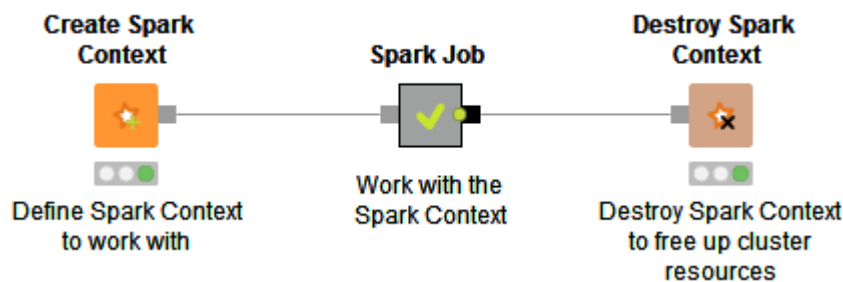 Create Spark
Context
Spark Job
Destroy Spark
Context
Define Spark Context
to work with
Work with the
Spark Context
Destroy Spark Context
to free up cluster
resources